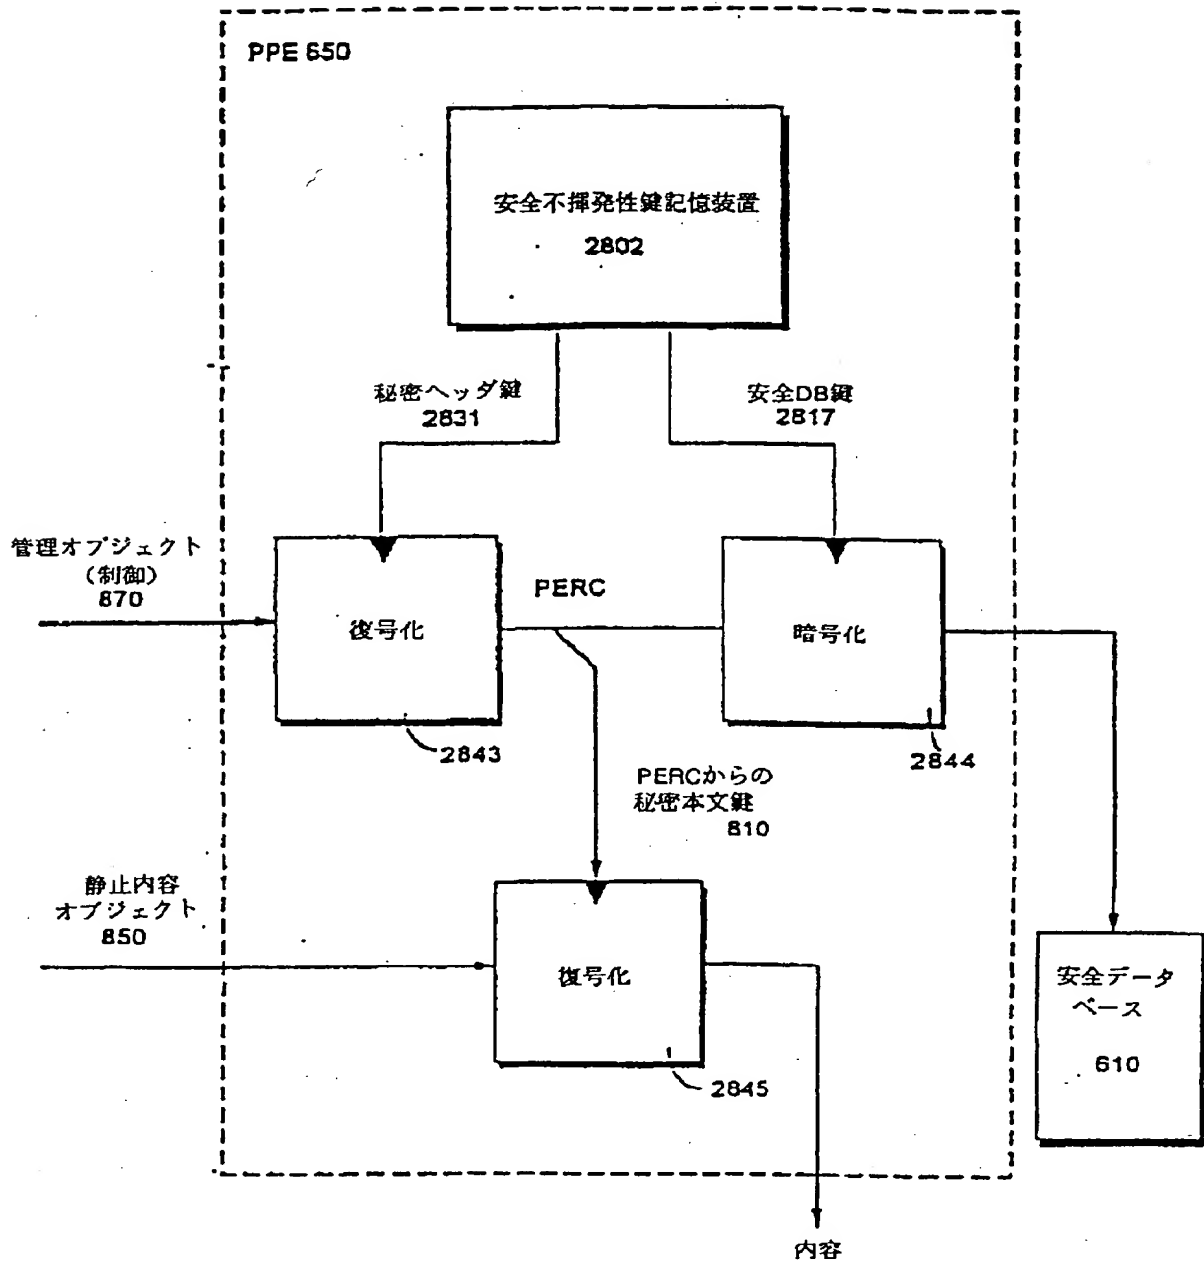 PPE 650
安全不揮発性鍵記憶装置
2802
秘密ヘッダ鍵
2831
安全DB鍵
2817
管理オブジェクト
(制御)
870
復号化
PERC
暗号化
2843
2844
PERCからの
秘密本文鍵
810
静止内容
オブジェクト
850
復号化
2845
安全データ
ベース
610
内容